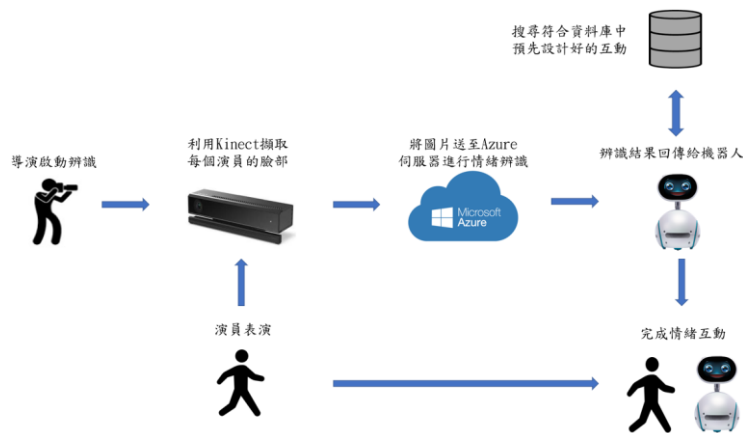 搜尋符合資料庫中
預先設計好的互動
導演啟動辨識
利用Kinect擷取
每個演員的臉部
將圖片送至Azure
伺服器進行情緒辨識
辨識結果回傳給機器人
Microsoft
Azure
演員表演
完成情緒互動